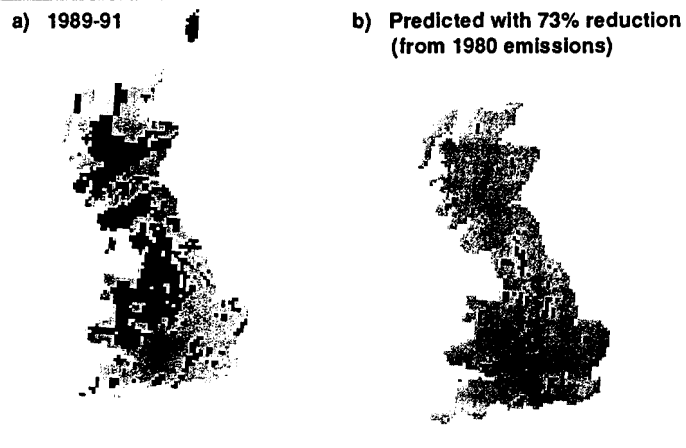 a) 1989-91
b) Predicted with 73% reduction
(from 1980 emissions)